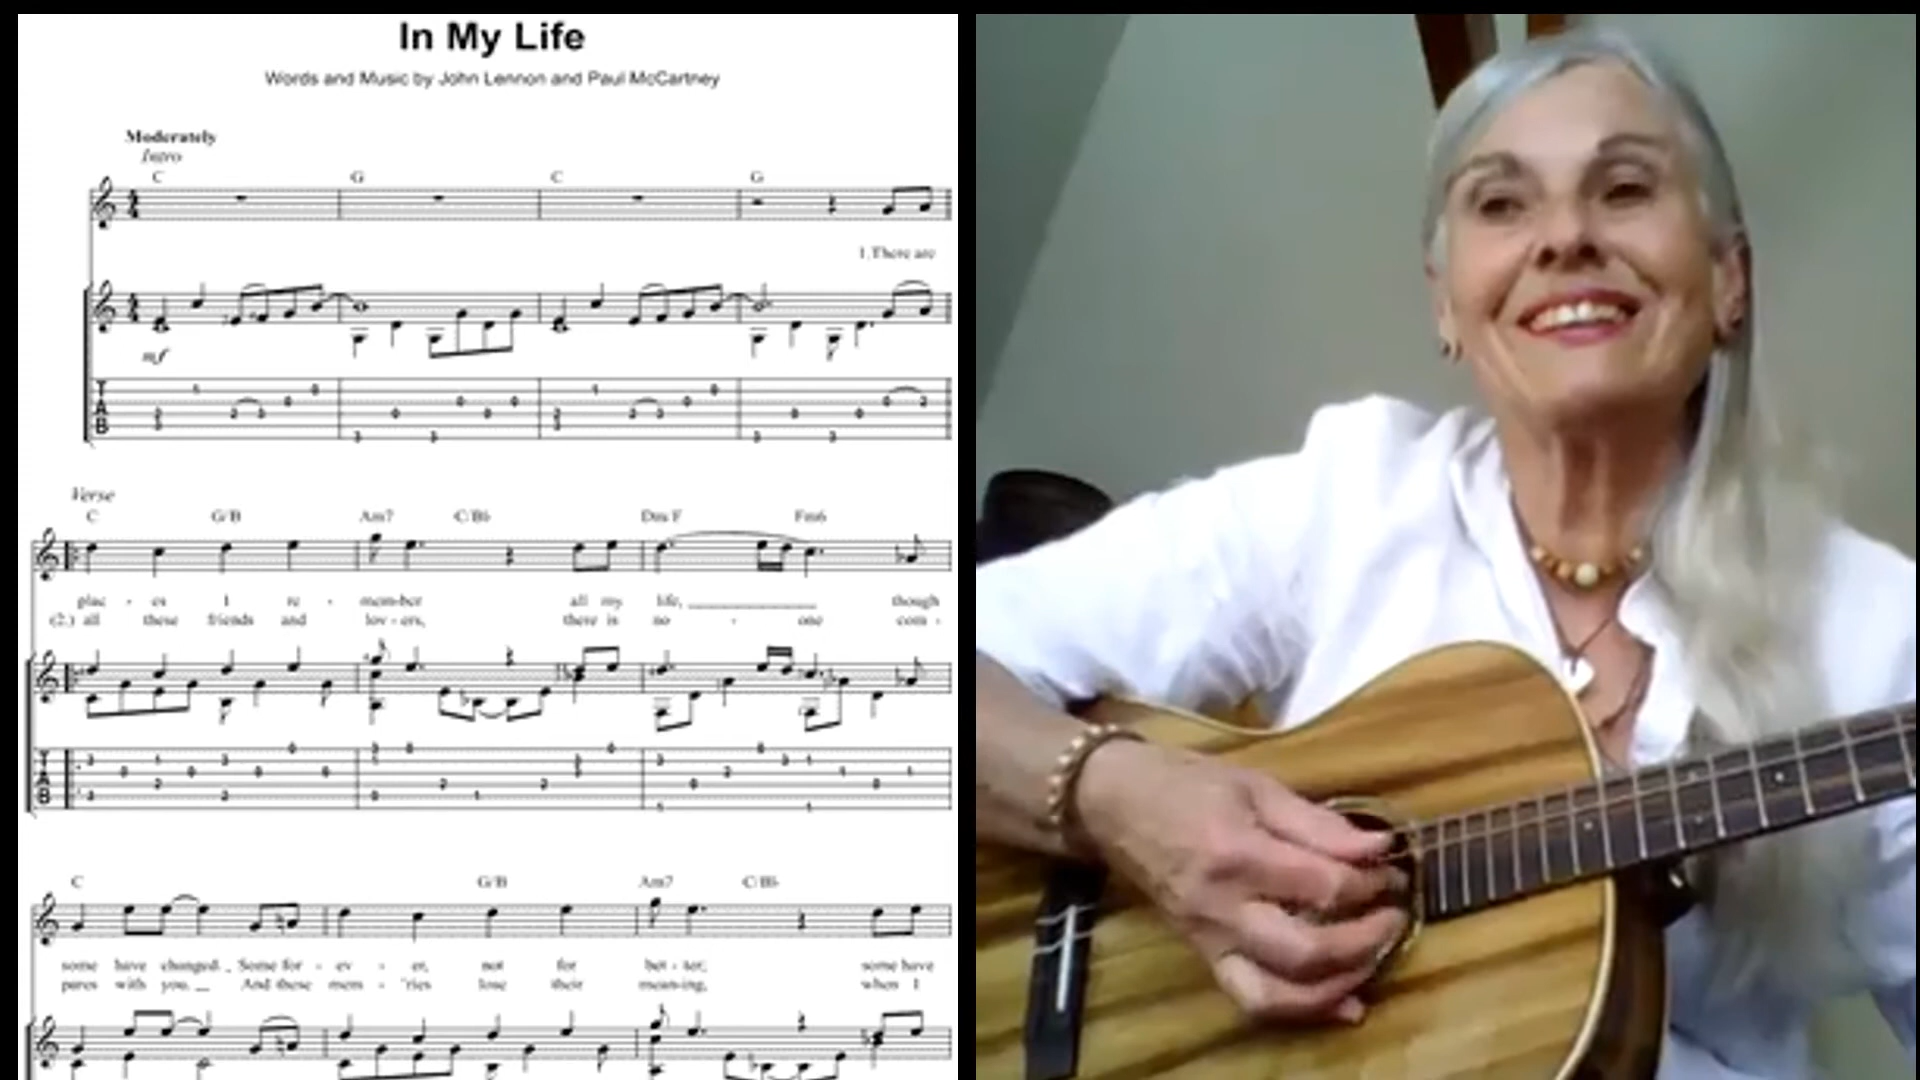 In My Life
Words and Music by John Lennon and Paul McCartney
Moderately
Intro
C G C G
1.There are
mf
T
A
B
Verse
C G/B Am7 C/B♭ Dm/F Fm6
plac - es I re - mem-ber all my life, though
(2.) all these friends and lov - ers, there is no - one com -
T
A
B
C G/B Am7 C/B♭
some have changed. Some for - ev - er, not for bet - ter; some have
pares with you. And these mem - 'ries lose their mean-ing, when I